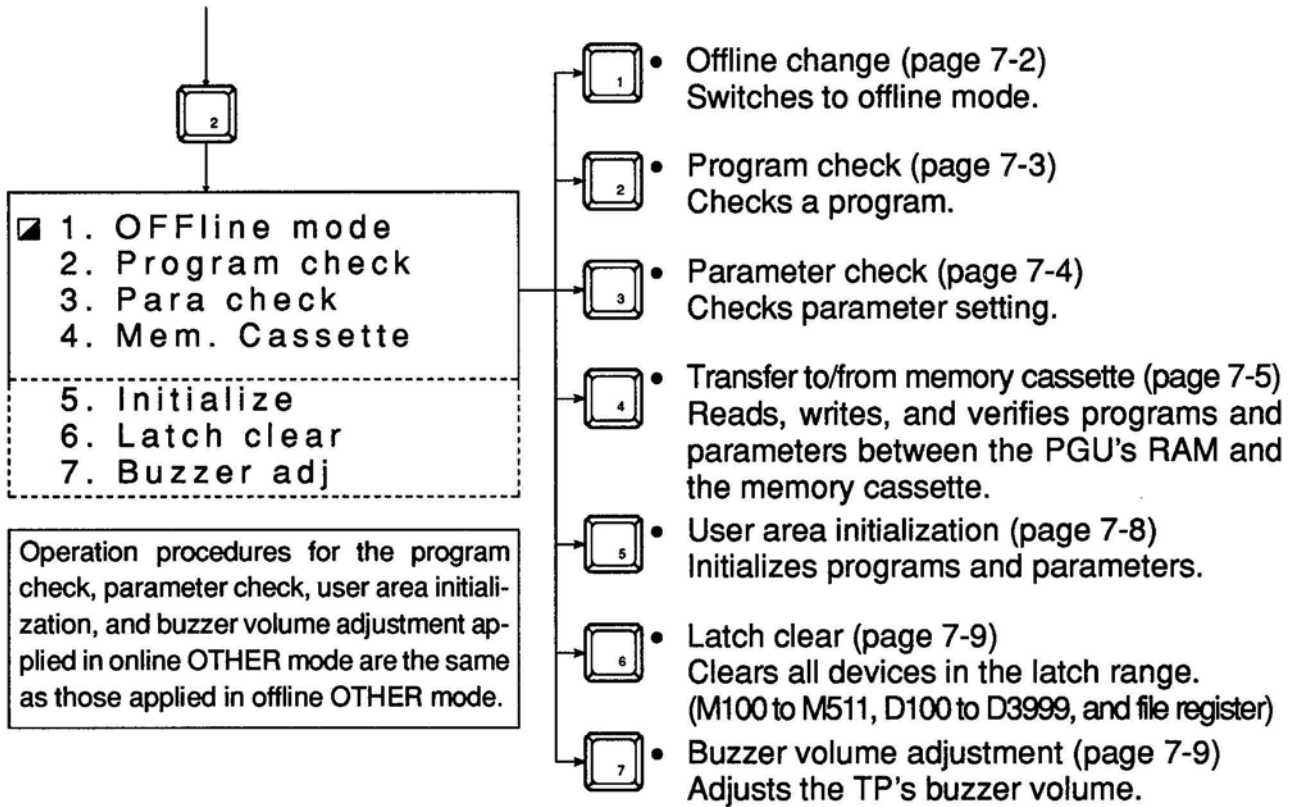 2
1. OFFline mode
2. Program check
3. Para check
4. Mem. Cassette
5. Initialize
6. Latch clear
7. Buzzer adj
Operation procedures for the program
check, parameter check, user area initiali-
zation, and buzzer volume adjustment ap-
plied in online OTHER mode are the same
as those applied in offline OTHER mode.
1 • Offline change (page 7-2)
Switches to offline mode.
2 • Program check (page 7-3)
Checks a program.
3 • Parameter check (page 7-4)
Checks parameter setting.
4 • Transfer to/from memory cassette (page 7-5)
Reads, writes, and verifies programs and
parameters between the PGU's RAM and
the memory cassette.
5 • User area initialization (page 7-8)
Initializes programs and parameters.
6 • Latch clear (page 7-9)
Clears all devices in the latch range.
(M100 to M511, D100 to D3999, and file register)
7 • Buzzer volume adjustment (page 7-9)
Adjusts the TP's buzzer volume.